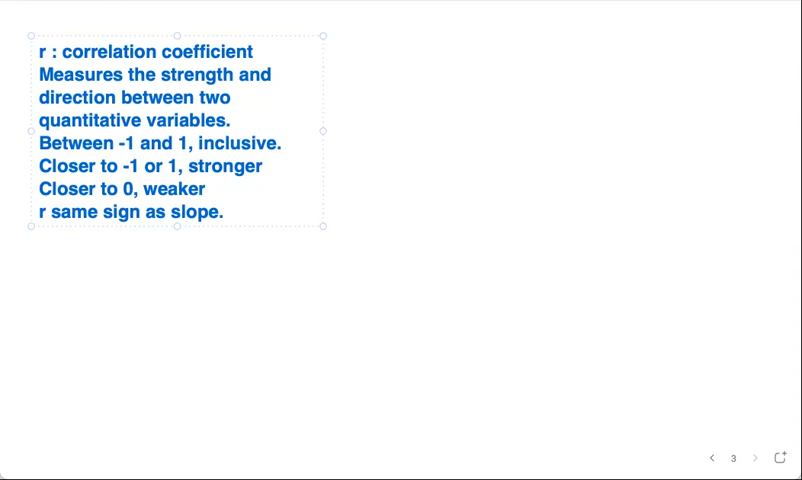 r : correlation coefficient
Measures the strength and
direction between two
quantitative variables.
Between -1 and 1, inclusive.
Closer to -1 or 1, stronger
Closer to 0, weaker
r same sign as slope.
3